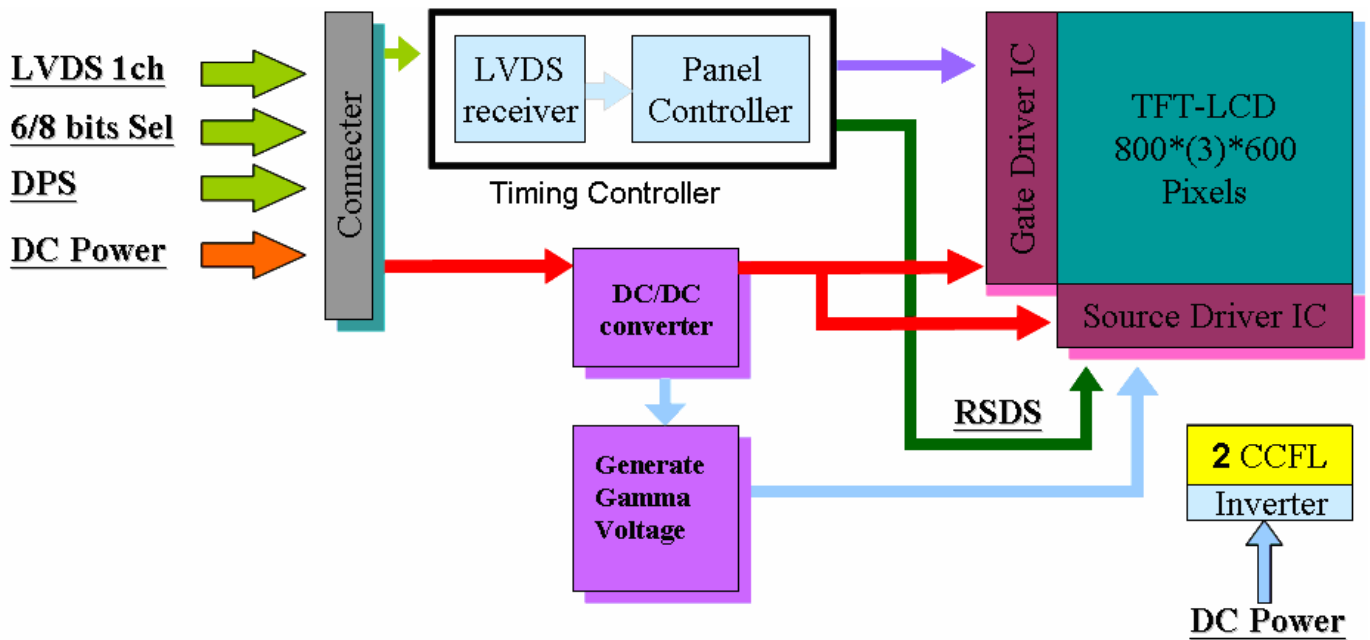 LVDS 1ch
6/8 bits Sel
DPS
DC Power
Connecter
LVDS
receiver
Panel
Controller
Timing Controller
DC/DC
converter
Generate
Gamma
Voltage
RSDS
Gate Driver IC
TFT-LCD
800*(3)*600
Pixels
Source Driver IC
2 CCFL
Inverter
DC Power